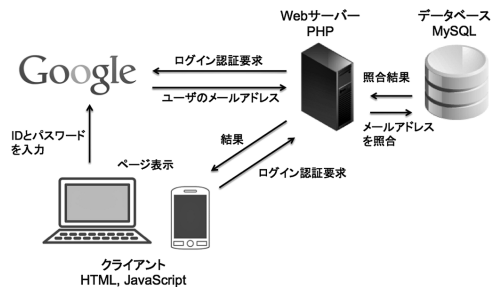 Webサーバー
PHP
データベース
MySQL
Google
ログイン認証要求
ユーザのメールアドレス
照合結果
メールアドレス
を照合
IDとパスワード
を入力
結果
ログイン認証要求
ページ表示
クライアント
HTML, JavaScript